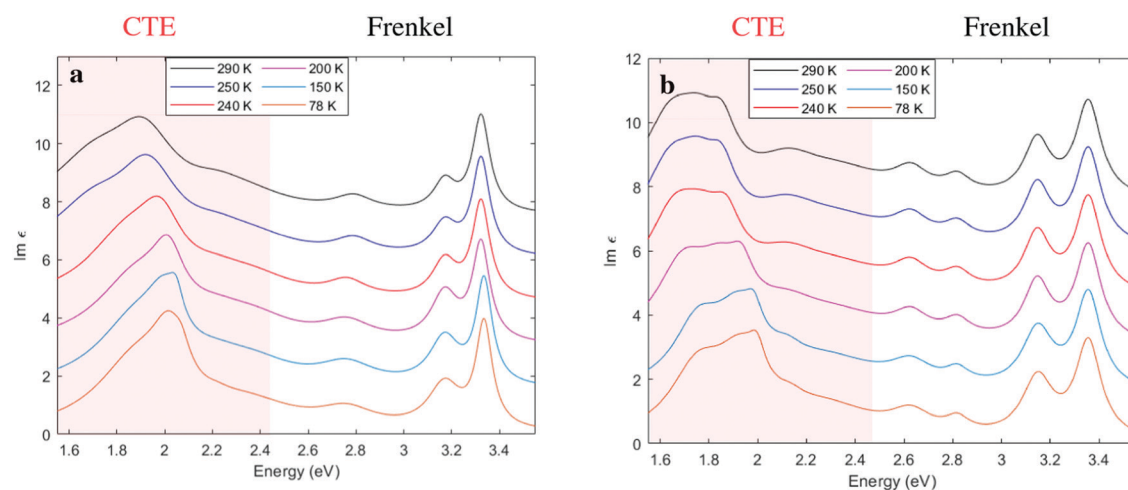 CTE Frenkel
a
290 K 200 K
250 K 150 K
240 K 78 K
Im ϵ
12
10
8
6
4
2
0
1.6 1.8 2 2.2 2.4 2.6 2.8 3 3.2 3.4
Energy (eV)
CTE Frenkel
b
290 K 200 K
250 K 150 K
240 K 78 K
Im ϵ
12
10
8
6
4
2
0
1.6 1.8 2 2.2 2.4 2.6 2.8 3 3.2 3.4
Energy (eV)